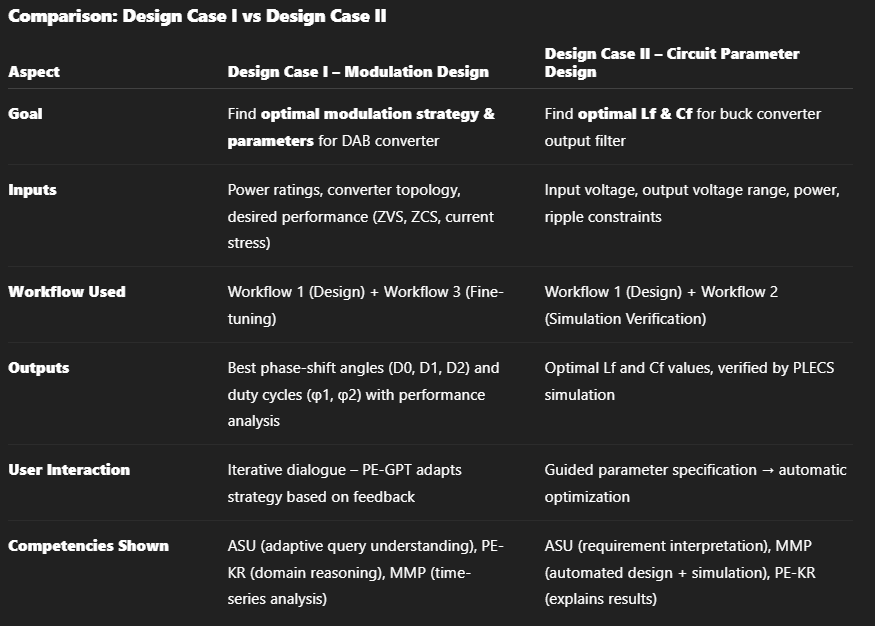 Comparison: Design Case I vs Design Case II
Aspect
Design Case I – Modulation Design
Design Case II – Circuit Parameter
Design
Goal
Find optimal modulation strategy &
parameters for DAB converter
Find optimal Lf & Cf for buck converter
output filter
Inputs
Power ratings, converter topology,
desired performance (ZVS, ZCS, current
stress)
Input voltage, output voltage range, power,
ripple constraints
Workflow Used
Workflow 1 (Design) + Workflow 3 (Fine-
tuning)
Workflow 1 (Design) + Workflow 2
(Simulation Verification)
Outputs
Best phase-shift angles (D0, D1, D2) and
duty cycles (φ1, φ2) with performance
analysis
Optimal Lf and Cf values, verified by PLECS
simulation
User Interaction
Iterative dialogue – PE-GPT adapts
strategy based on feedback
Guided parameter specification → automatic
optimization
Competencies Shown
ASU (adaptive query understanding), PE-
KR (domain reasoning), MMP (time-
series analysis)
ASU (requirement interpretation), MMP
(automated design + simulation), PE-KR
(explains results)